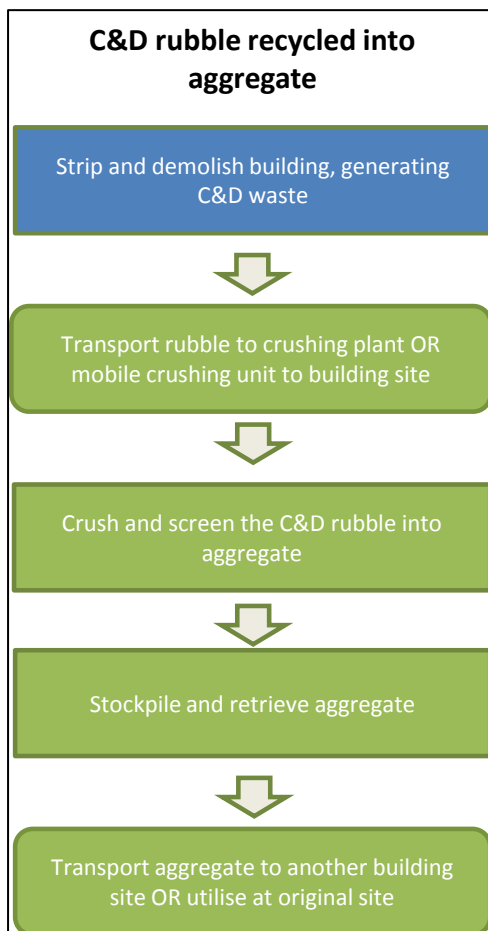 C&D rubble recycled into
aggregate
Strip and demolish building, generating
C&D waste
Transport rubble to crushing plant OR
mobile crushing unit to building site
Crush and screen the C&D rubble into
aggregate
Stockpile and retrieve aggregate
Transport aggregate to another building
site OR utilise at original site